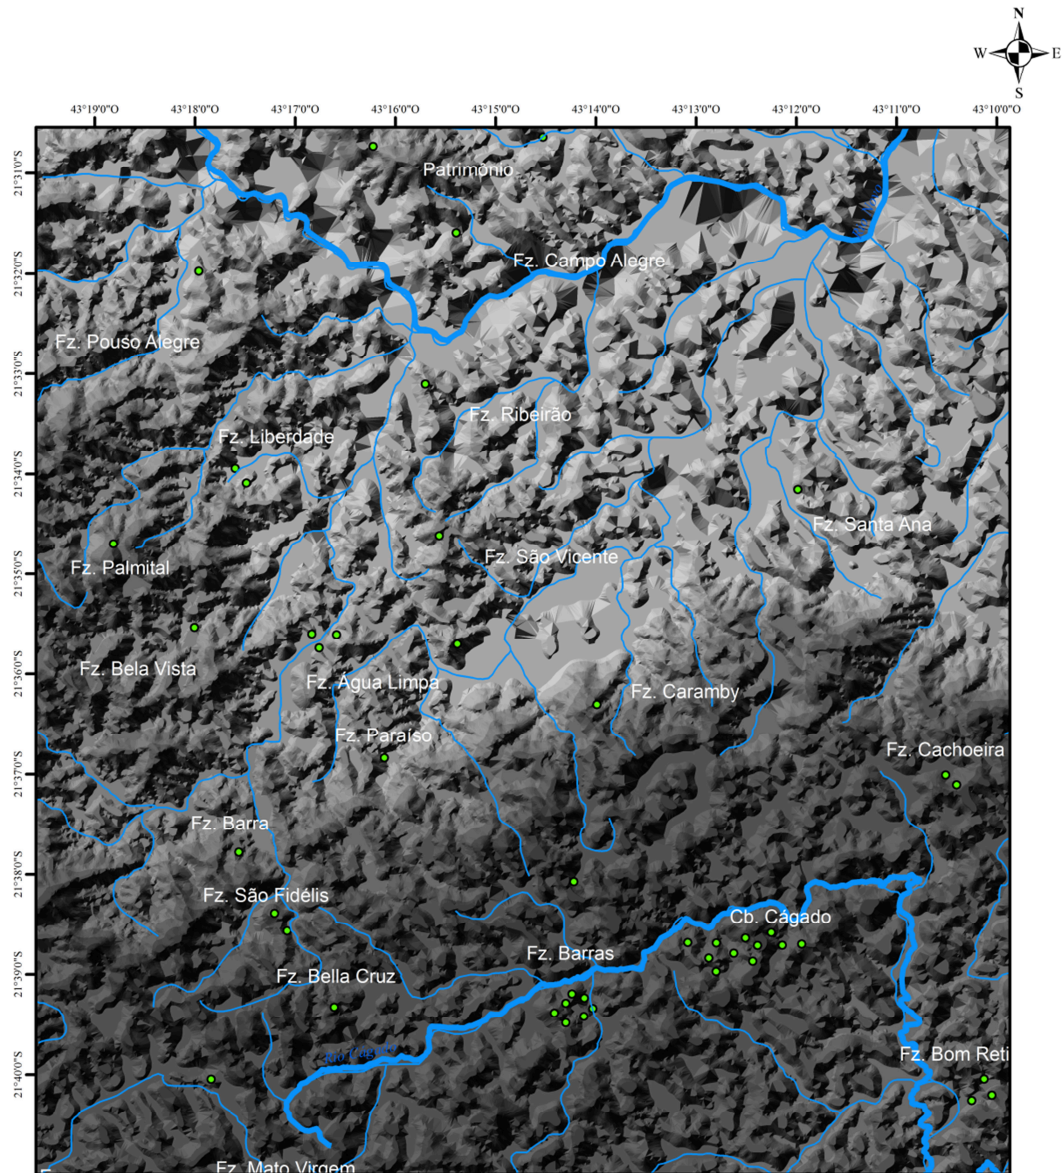 N
W E
S
43°19'0"O 43°18'0"O 43°17'0"O 43°16'0"O 43°15'0"O 43°14'0"O 43°13'0"O 43°12'0"O 43°11'0"O 43°10'0"O
21°31'0"S
21°32'0"S
21°33'0"S
21°34'0"S
21°35'0"S
21°36'0"S
21°37'0"S
21°38'0"S
21°39'0"S
21°40'0"S
Patrimônio
Fz. Campo Alegre
Fz. Pouso Alegre
Fz. Ribeirão
Fz. Liberdade
Fz. Santa Ana
Fz. São Vicente
Fz. Palmital
Fz. Bela Vista
Fz. Água Limpa
Fz. Caramby
Fz. Paraíso
Fz. Cachoeira
Fz. Barra
Fz. São Fidélis
Cb. Cágado
Fz. Barras
Fz. Bella Cruz
Rio Cágado
Fz. Bom Reti
Fz. Mato Virgem